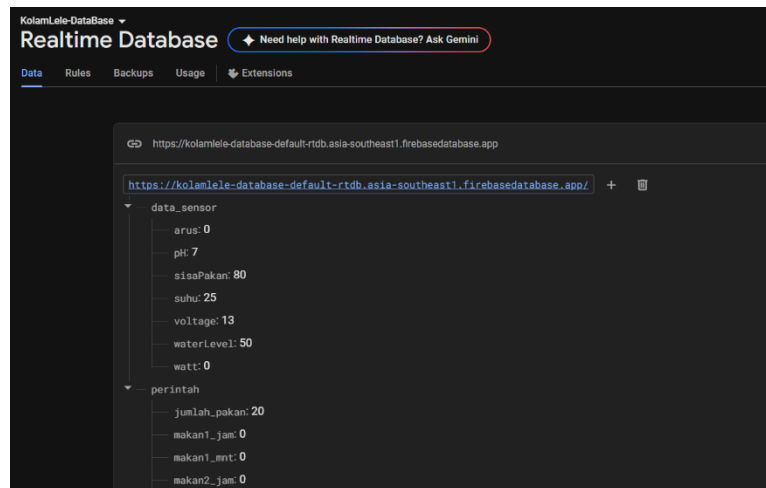 KolamLele-DataBase
Realtime Database
Need help with Realtime Database? Ask Gemini
Data Rules Backups Usage Extensions
https://kolamlele-database-default-rtdb.asia-southeast1.firebasedatabase.app
https://kolamlele-database-default-rtdb.asia-southeast1.firebasedatabase.app/
data_sensor
arus: 0
pH: 7
sisaPakan: 80
suhu: 25
voltage: 13
waterLevel: 50
watt: 0
perintah
jumlah_pakan: 20
makan1_jam: 0
makan1_mnt: 0
makan2_jam: 0